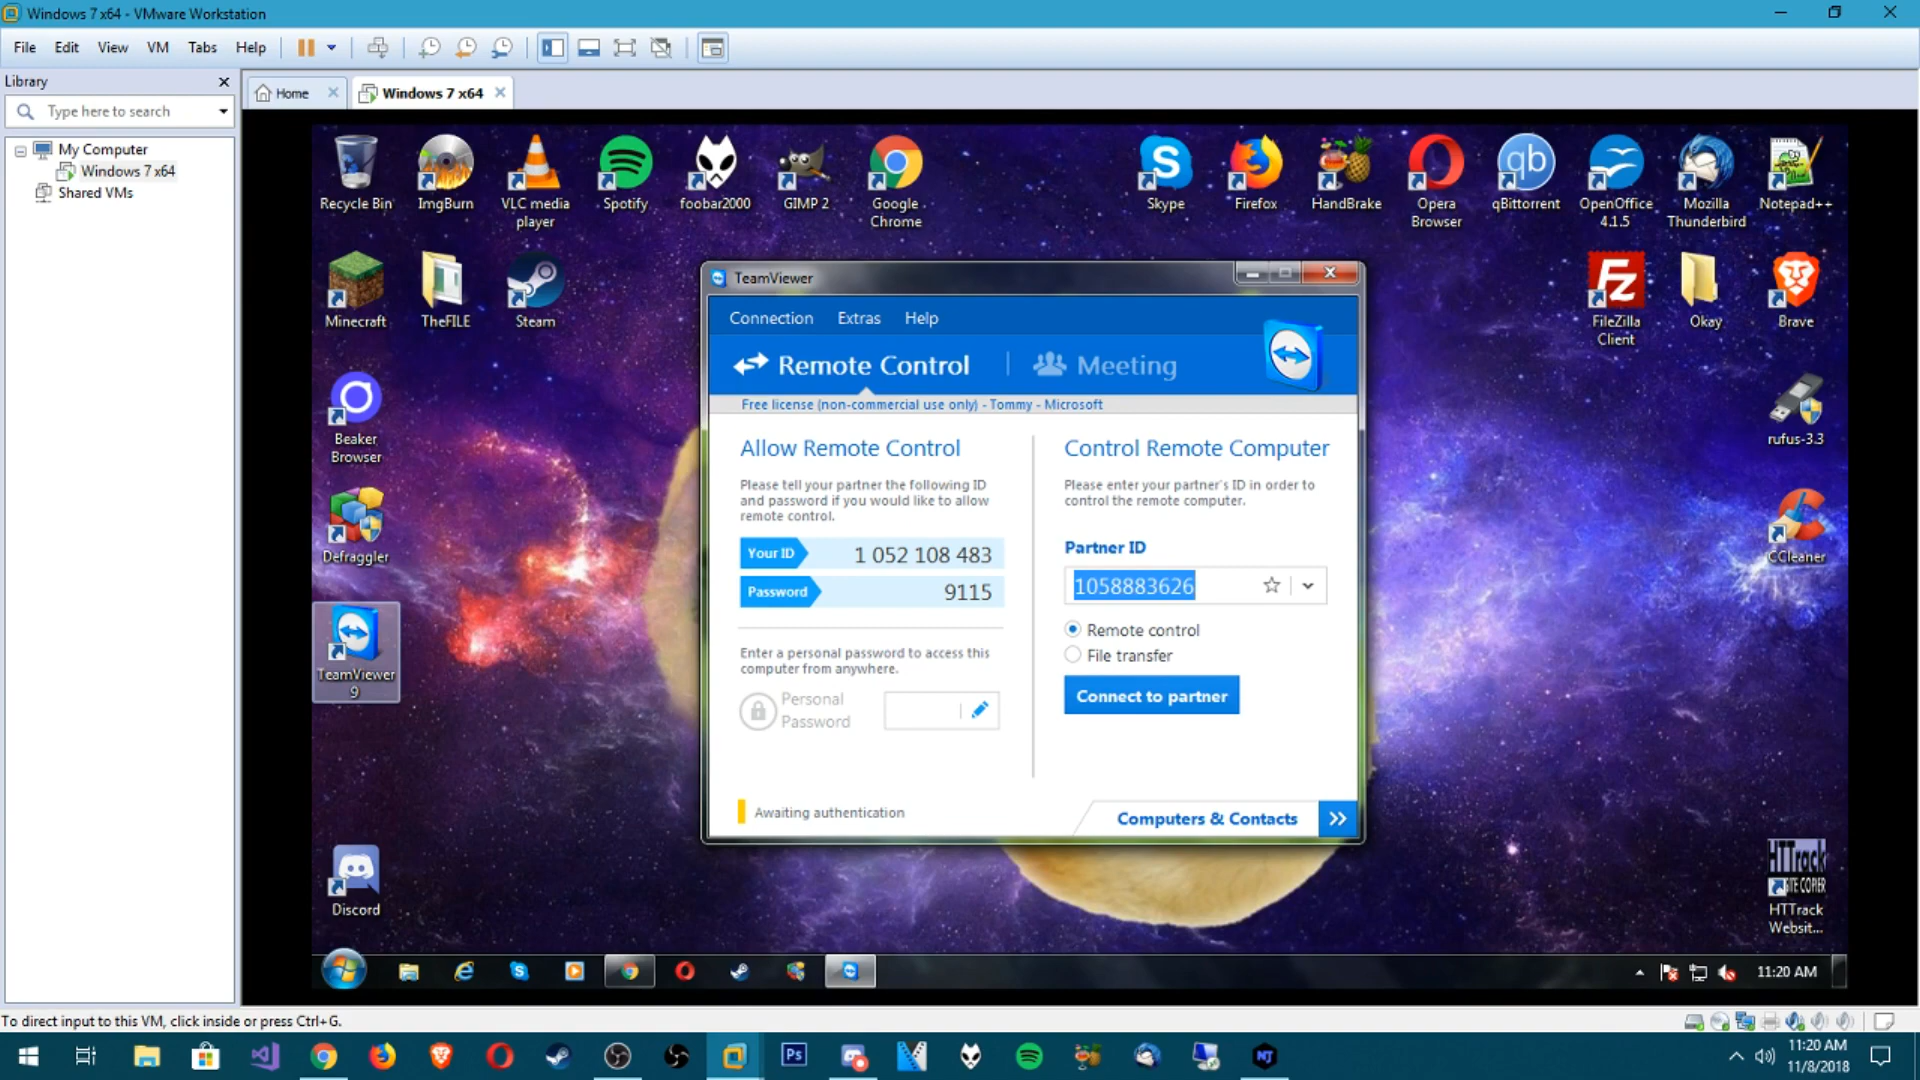 Windows 7 x64 - VMware Workstation
File Edit View VM Tabs Help
Library
Type here to search
My Computer
Windows 7 x64
Shared VMs
Home
Windows 7 x64
Recycle Bin
ImgBurn
VLC media
player
Spotify
foobar2000
GIMP 2
Google
Chrome
Skype
Firefox
HandBrake
Opera
Browser
qb
qBittorrent
OpenOffice
4.1.5
Mozilla
Thunderbird
Notepad++
Minecraft
TheFILE
Steam
Fz
FileZilla
Client
Okay
Brave
Beaker
Browser
rufus-3.3
Defraggler
CCleaner
TeamViewer
9
Discord
HTTrack
SITE COPIER
HTTrack
Websit...
TeamViewer
Connection Extras Help
Remote Control
Meeting
Free license (non-commercial use only) - Tommy - Microsoft
Allow Remote Control
Please tell your partner the following ID
and password if you would like to allow
remote control.
Your ID 1 052 108 483
Password 9115
Enter a personal password to access this
computer from anywhere.
Personal
Password
Control Remote Computer
Please enter your partner's ID in order to
control the remote computer.
Partner ID
1058883626
Remote control
File transfer
Connect to partner
Awaiting authentication
Computers & Contacts
11:20 AM
To direct input to this VM, click inside or press Ctrl+G.
Ps
11:20 AM
11/8/2018